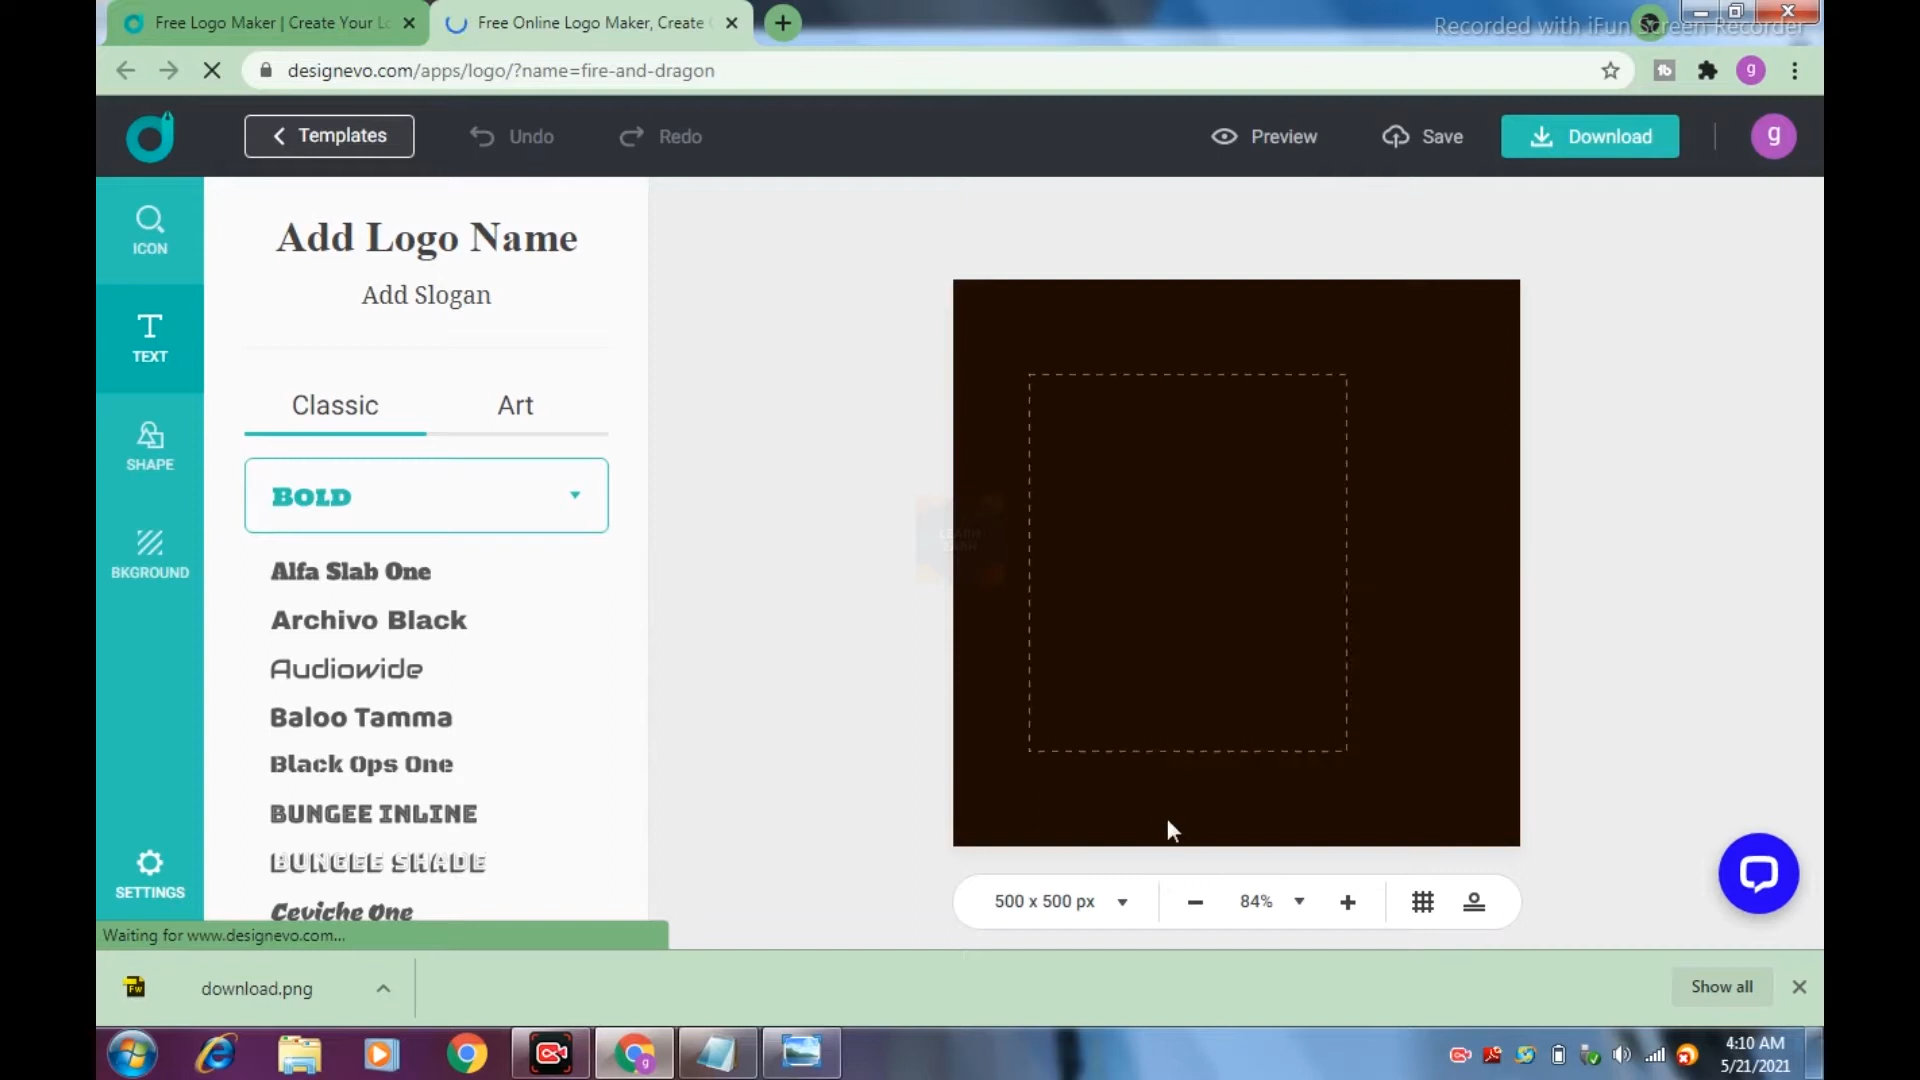 Free Logo Maker | Create Your Lo
Free Online Logo Maker, Create
Recorded with iFun Screen Recorder
designevo.com/apps/logo/?name=fire-and-dragon
g
Templates
Undo
Redo
Preview
Save
Download
g
ICON
TEXT
SHAPE
BKGROUND
SETTINGS
Add Logo Name
Add Slogan
Classic
Art
BOLD
Alfa Slab One
Archivo Black
Audiowide
Baloo Tamma
Black Ops One
BUNGEE INLINE
BUNGEE SHADE
Ceviche One
LEARN
EARN
500 x 500 px
84%
Waiting for www.designevo.com...
download.png
Show all
4:10 AM
5/21/2021